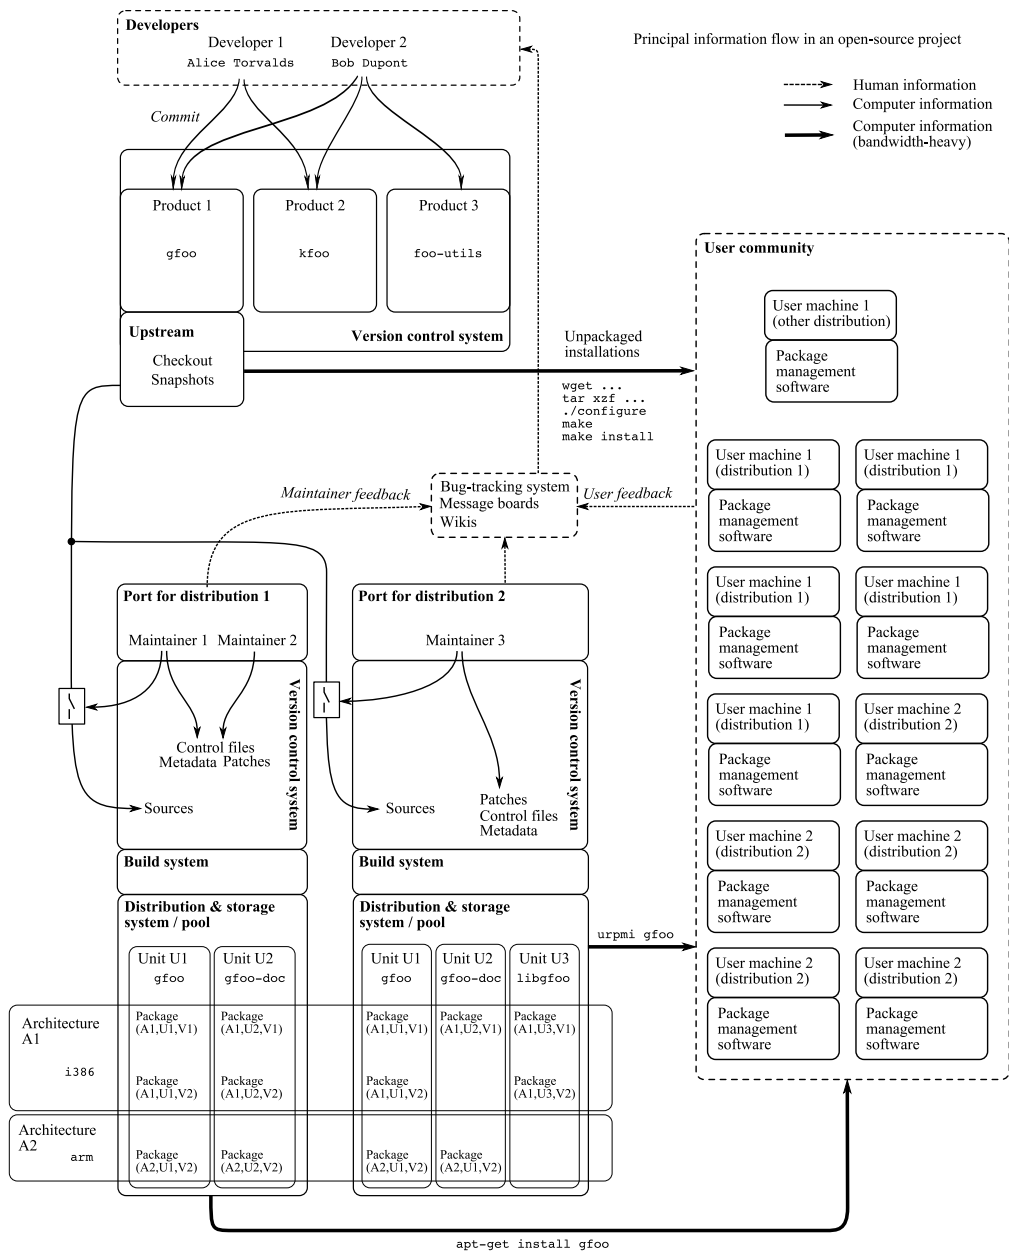 Developers
Developer 1
Alice Torvalds
Developer 2
Bob Dupont
Principal information flow in an open-source project
Human information
Computer information
Computer information
(bandwidth-heavy)
Commit
Product 1
gfoo
Product 2
kfoo
Product 3
foo-utils
Upstream
Version control system
Checkout
Snapshots
Unpackaged
installations
wget ...
tar xzf ...
./configure
make
make install
User community
User machine 1
(other distribution)
Package
management
software
Maintainer feedback
Bug-tracking system
Message boards
Wikis
User feedback
User machine 1
(distribution 1)
Package
management
software
User machine 1
(distribution 1)
Package
management
software
User machine 1
(distribution 1)
Package
management
software
User machine 1
(distribution 1)
Package
management
software
User machine 1
(distribution 1)
Package
management
software
User machine 2
(distribution 2)
Package
management
software
User machine 2
(distribution 2)
Package
management
software
User machine 2
(distribution 2)
Package
management
software
User machine 2
(distribution 2)
Package
management
software
User machine 2
(distribution 2)
Package
management
software
Port for distribution 1
Maintainer 1
Maintainer 2
Version control system
Control files
Metadata Patches
Sources
Build system
Distribution & storage
system / pool
Unit U1
gfoo
Unit U2
gfoo-doc
Port for distribution 2
Maintainer 3
Version control system
Sources
Patches
Control files
Metadata
Build system
Distribution & storage
system / pool
Unit U1
gfoo
Unit U2
gfoo-doc
Unit U3
libgfoo
urpmi gfoo
Architecture
A1
i386
Package
(A1,U1,V1)
Package
(A1,U2,V1)
Package
(A1,U1,V1)
Package
(A1,U2,V1)
Package
(A1,U3,V1)
Package
(A1,U1,V2)
Package
(A1,U2,V2)
Package
(A1,U1,V2)
Package
(A1,U3,V2)
Architecture
A2
arm
Package
(A2,U1,V2)
Package
(A2,U2,V2)
Package
(A2,U1,V2)
Package
(A2,U1,V2)
apt-get install gfoo